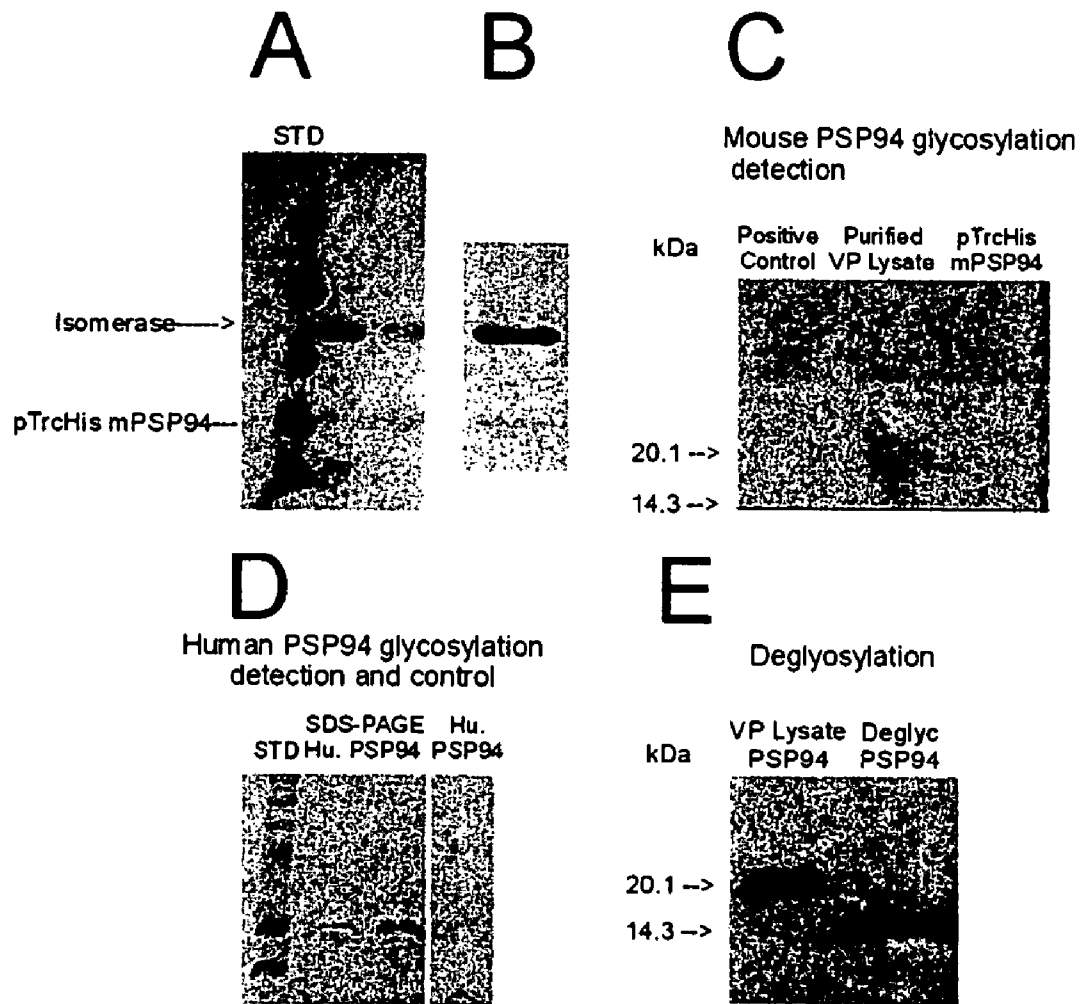 A
B
C
STD
Mouse PSP94 glycosylation
detection
kDa
Positive Purified pTrcHis
Control VP Lysate mPSP94
Isomerase----->
pTrcHis mPSP94---
20.1 -->
14.3 -->
D
E
Human PSP94 glycosylation
detection and control
Deglyosylation
SDS-PAGE Hu.
STD Hu. PSP94 PSP94
kDa
VP Lysate Deglyc
PSP94 PSP94
20.1 -->
14.3 -->